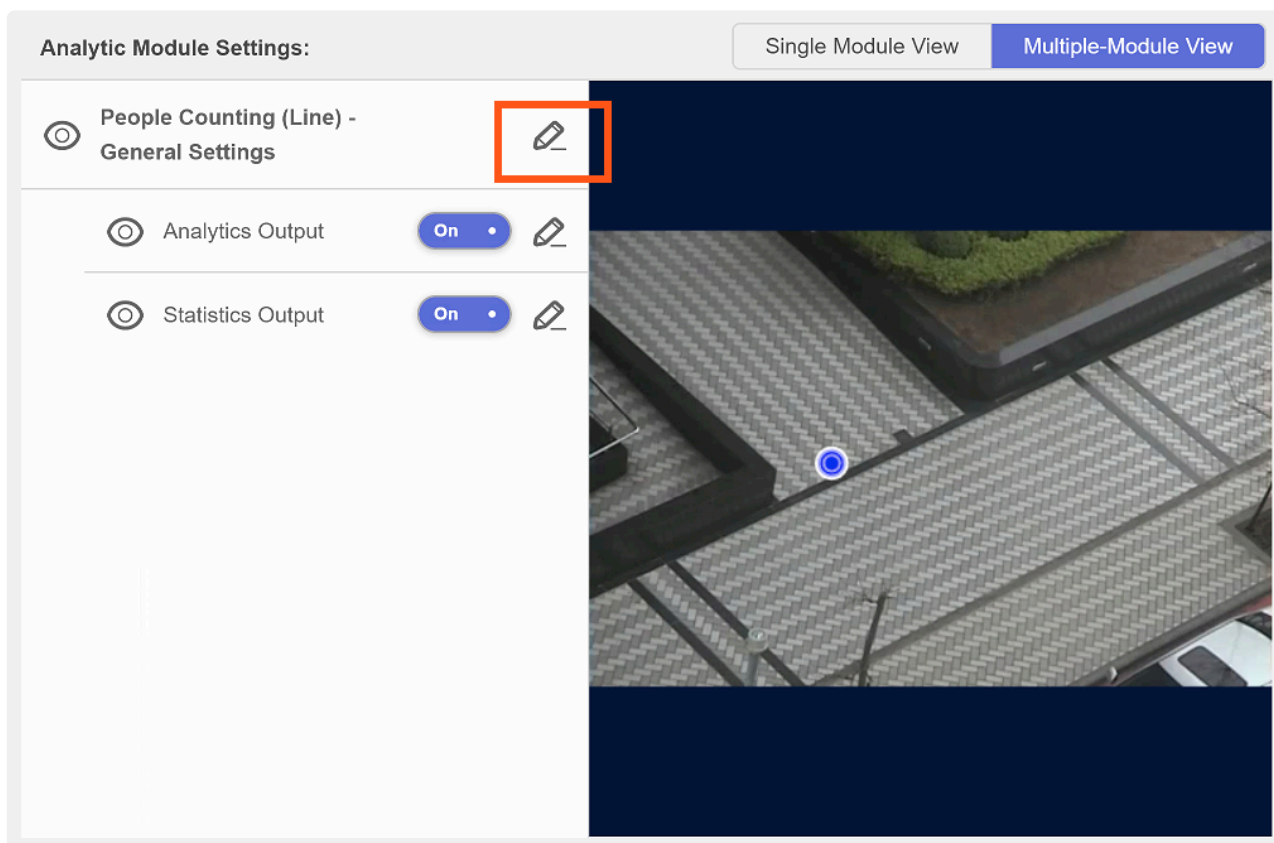 Analytic Module Settings:
Single Module View
Multiple-Module View
People Counting (Line) -
General Settings
Analytics Output
On
Statistics Output
On